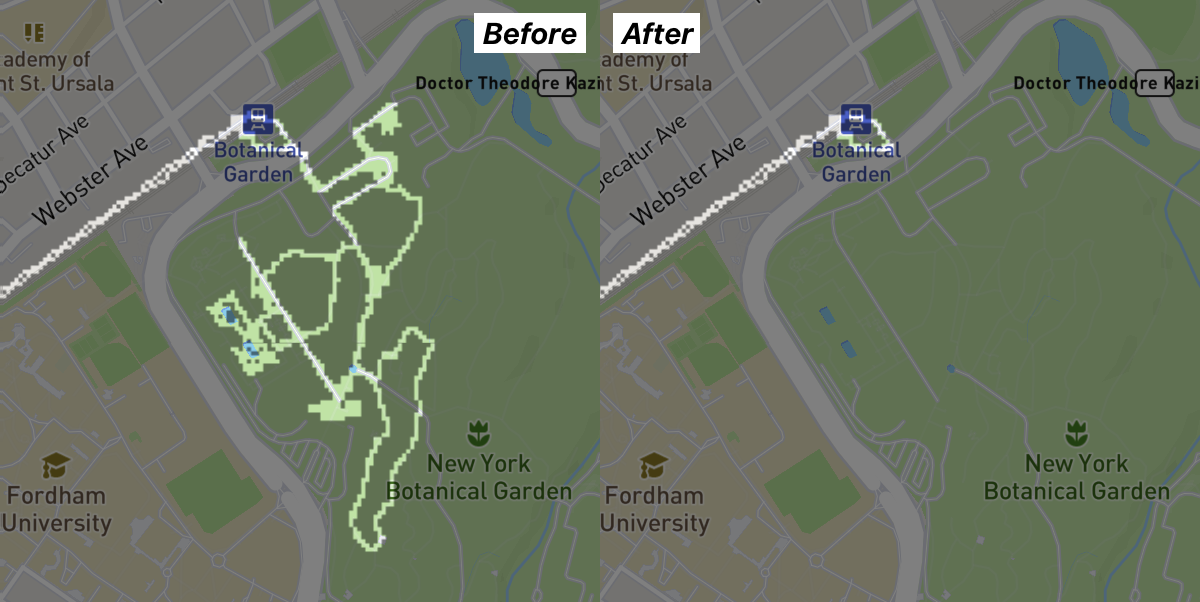 Before
ademy of
nt St. Ursala
Doctor Theodore Kazi
Decatur Ave
Webster Ave
Botanical
Garden
New York
Botanical Garden
Fordham
University
After
ademy of
nt St. Ursala
Doctor Theodore Kazi
Decatur Ave
Webster Ave
Botanical
Garden
New York
Botanical Garden
Fordham
University